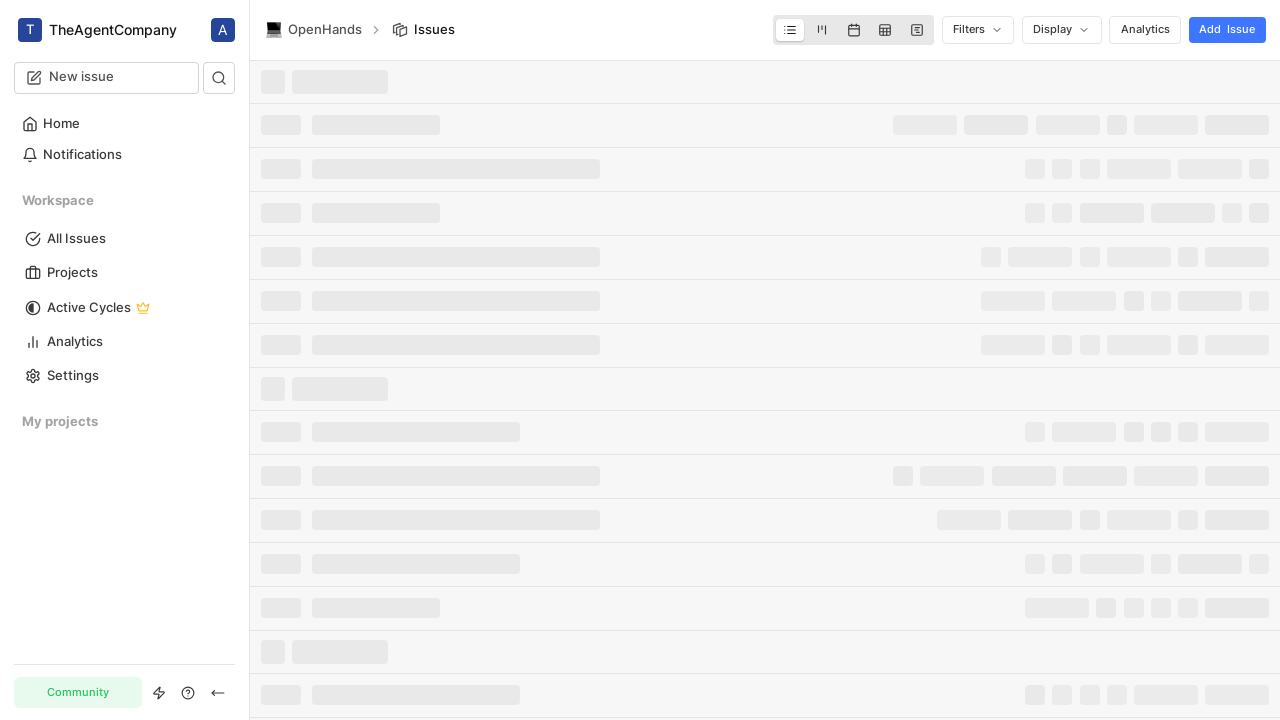 T TheAgentCompany A
OpenHands Issues
Filters Display Analytics Add Issue
New issue
Home
Notifications
Workspace
All Issues
Projects
Active Cycles
Analytics
Settings
My projects
Community